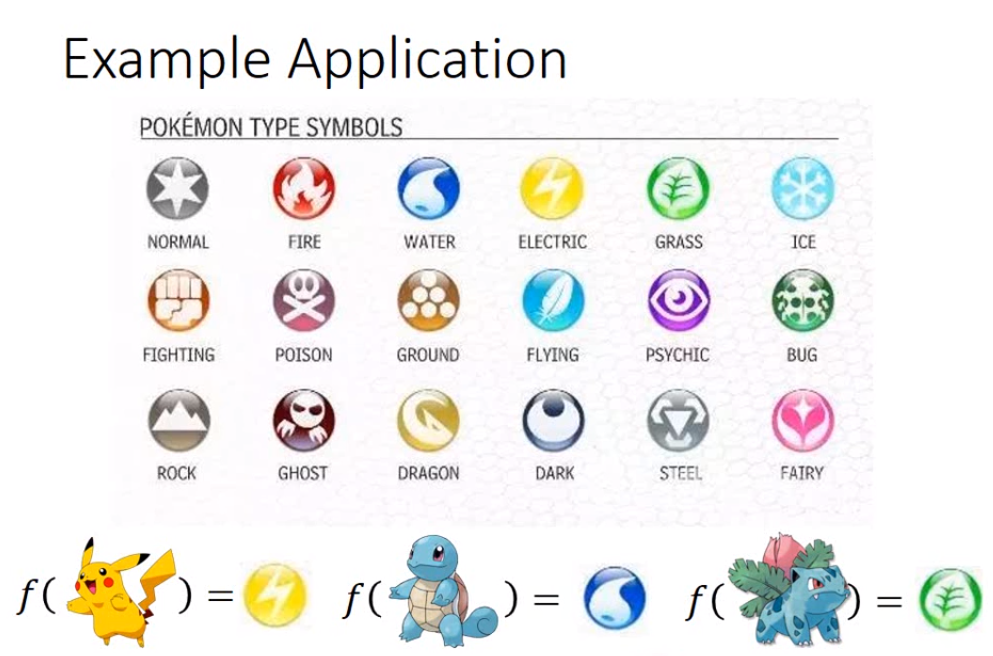 Example Application
POKÉMON TYPE SYMBOLS
NORMAL FIRE WATER ELECTRIC GRASS ICE
FIGHTING POISON GROUND FLYING PSYCHIC BUG
ROCK GHOST DRAGON DARK STEEL FAIRY
f( ) = f( ) = f( ) =